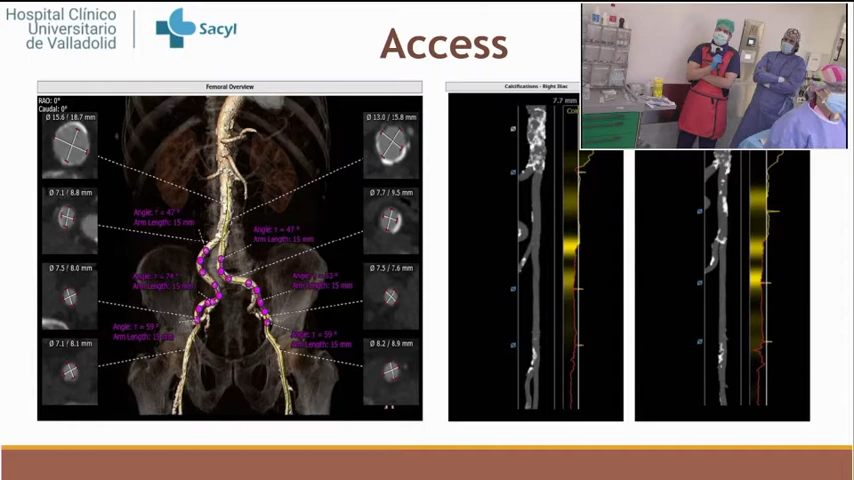 Hospital Clínico
Universitario
de Valladolid
Sacyl
Access
Femoral Overview
RAO: 0°
Caudal: 0°
Ø 15.6 / 18.7 mm
Ø 13.0 / 15.8 mm
Ø 7.1 / 8.8 mm
Ø 7.7 / 9.5 mm
Angle: τ = 47 °
Arm Length: 15 mm
Angle: τ = 47 °
Arm Length: 15 mm
Ø 7.5 / 8.0 mm
Ø 7.5 / 7.6 mm
Angle: τ = 74 °
Arm Length: 15 mm
Arm Length: 15 mm
Angle: τ = 59 °
Arm Length: 15 mm
Angle: τ = 59 °
Arm Length: 15 mm
Ø 7.1 / 8.1 mm
Ø 8.2 / 8.9 mm
Calcifications - Right Iliac
7.7 mm